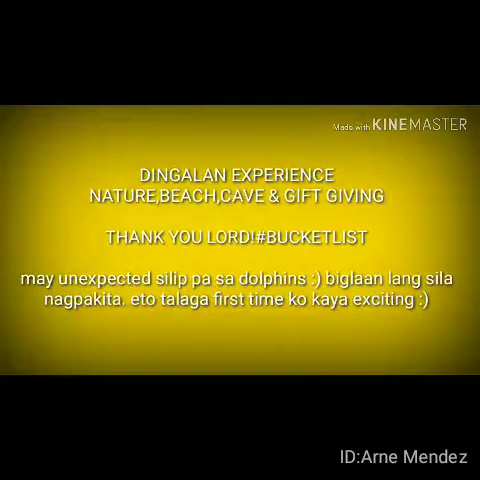 Made with KINEMASTER
DINGALAN EXPERIENCE
NATURE,BEACH,CAVE & GIFT GIVING
THANK YOU LORD!#BUCKETLIST
may unexpected silip pa sa dolphins :) biglaan lang sila
nagpakita. eto talaga first time ko kaya exciting :)
ID:Arne Mendez